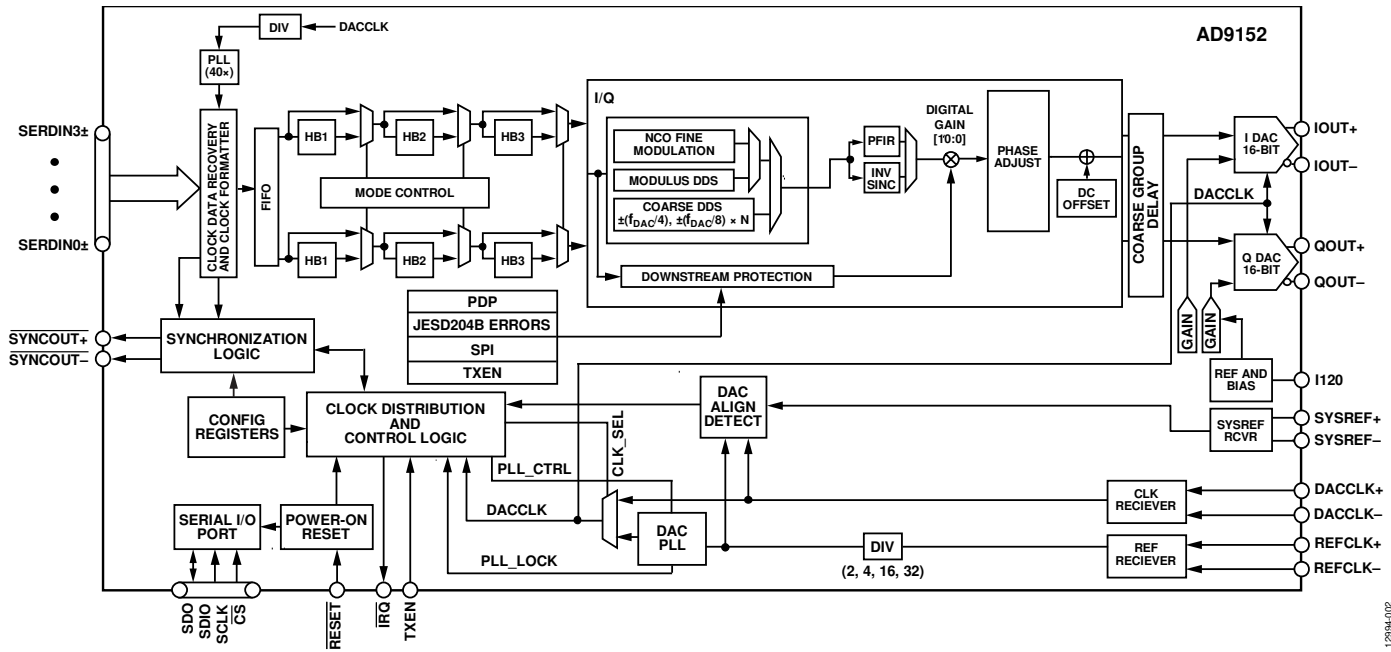 AD9152
DIV
DACCLK
PLL
(40×)
SERDIN3±
SERDIN0±
CLOCK DATA RECOVERY
AND CLOCK FORMATTER
FIFO
HB1
HB2
HB3
MODE CONTROL
HB1
HB2
HB3
I/Q
NCO FINE
MODULATION
MODULUS DDS
COARSE DDS
±(fDAC/4), ±(fDAC/8) × N
DOWNSTREAM PROTECTION
PFIR
INV
SINC
DIGITAL
GAIN
[10:0]
PHASE
ADJUST
DC
OFFSET
COARSE GROUP
DELAY
I DAC
16-BIT
DACCLK
Q DAC
16-BIT
IOUT+
IOUT–
QOUT+
QOUT–
GAIN
GAIN
REF AND
BIAS
I120
PDP
JESD204B ERRORS
SPI
TXEN
SYNCOUT+
SYNCOUT–
SYNCHRONIZATION
LOGIC
CONFIG
REGISTERS
CLOCK DISTRIBUTION
AND
CONTROL LOGIC
CLK_SEL
DAC
ALIGN
DETECT
SYSREF
RCVR
SYSREF+
SYSREF–
PLL_CTRL
DACCLK
PLL_LOCK
DAC
PLL
DIV
(2, 4, 16, 32)
CLK
RECIEVER
REF
RECIEVER
DACCLK+
DACCLK–
REFCLK+
REFCLK–
SERIAL I/O
PORT
POWER-ON
RESET
SDO
SDIO
SCLK
CS
RESET
IRQ
TXEN
12994-002